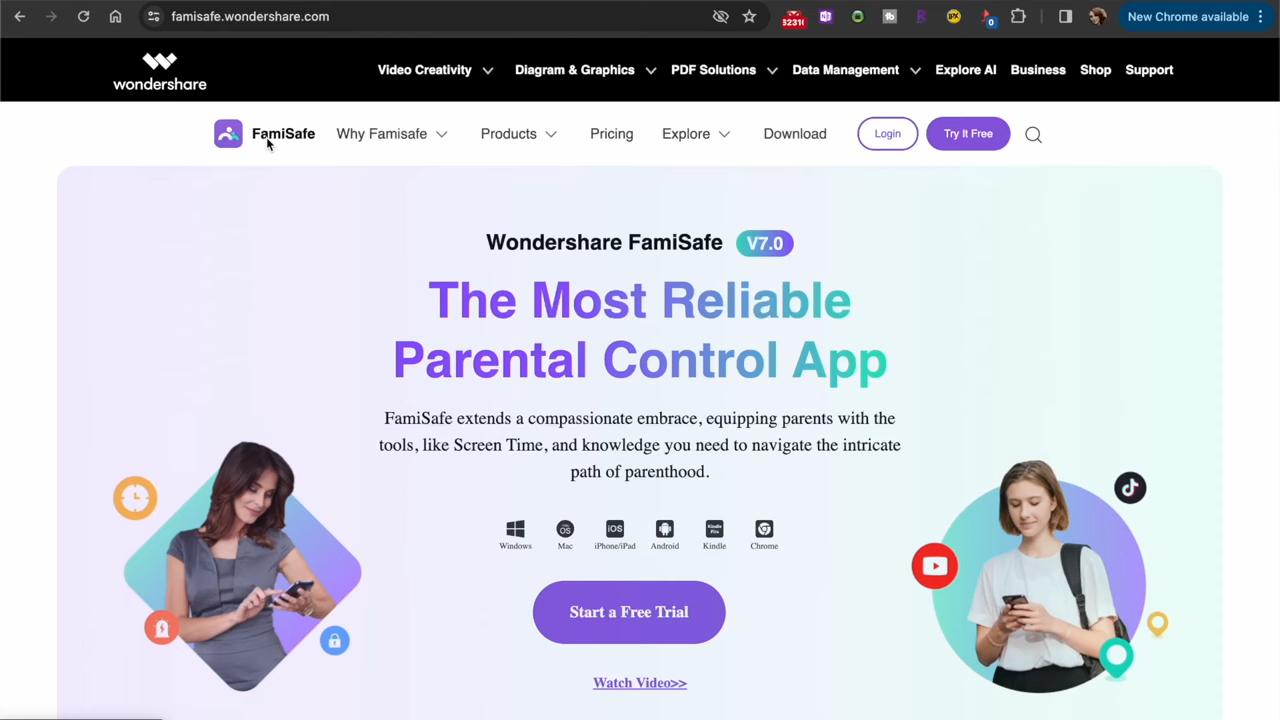 famisafe.wondershare.com
New Chrome available
wondershare
Video Creativity
Diagram & Graphics
PDF Solutions
Data Management
Explore AI
Business
Shop
Support
FamiSafe
Why Famisafe
Products
Pricing
Explore
Download
Login
Try It Free
Wondershare FamiSafe V7.0
The Most Reliable
Parental Control App
FamiSafe extends a compassionate embrace, equipping parents with the
tools, like Screen Time, and knowledge you need to navigate the intricate
path of parenthood.
Windows
Mac
iPhone/iPad
Android
Kindle
Chrome
Start a Free Trial
Watch Video>>